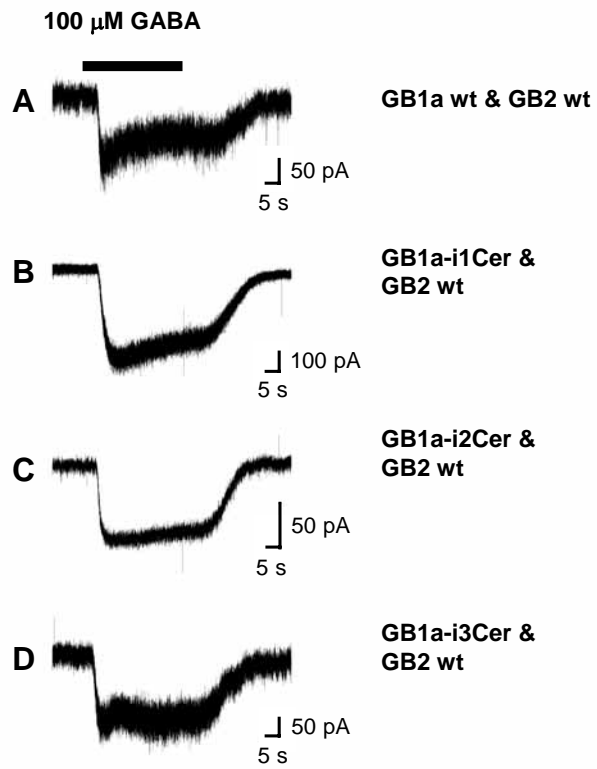 100 μM GABA
A
GB1a wt & GB2 wt
50 pA
5 s
B
GB1a-i1Cer &
GB2 wt
100 pA
5 s
C
GB1a-i2Cer &
GB2 wt
50 pA
5 s
D
GB1a-i3Cer &
GB2 wt
50 pA
5 s